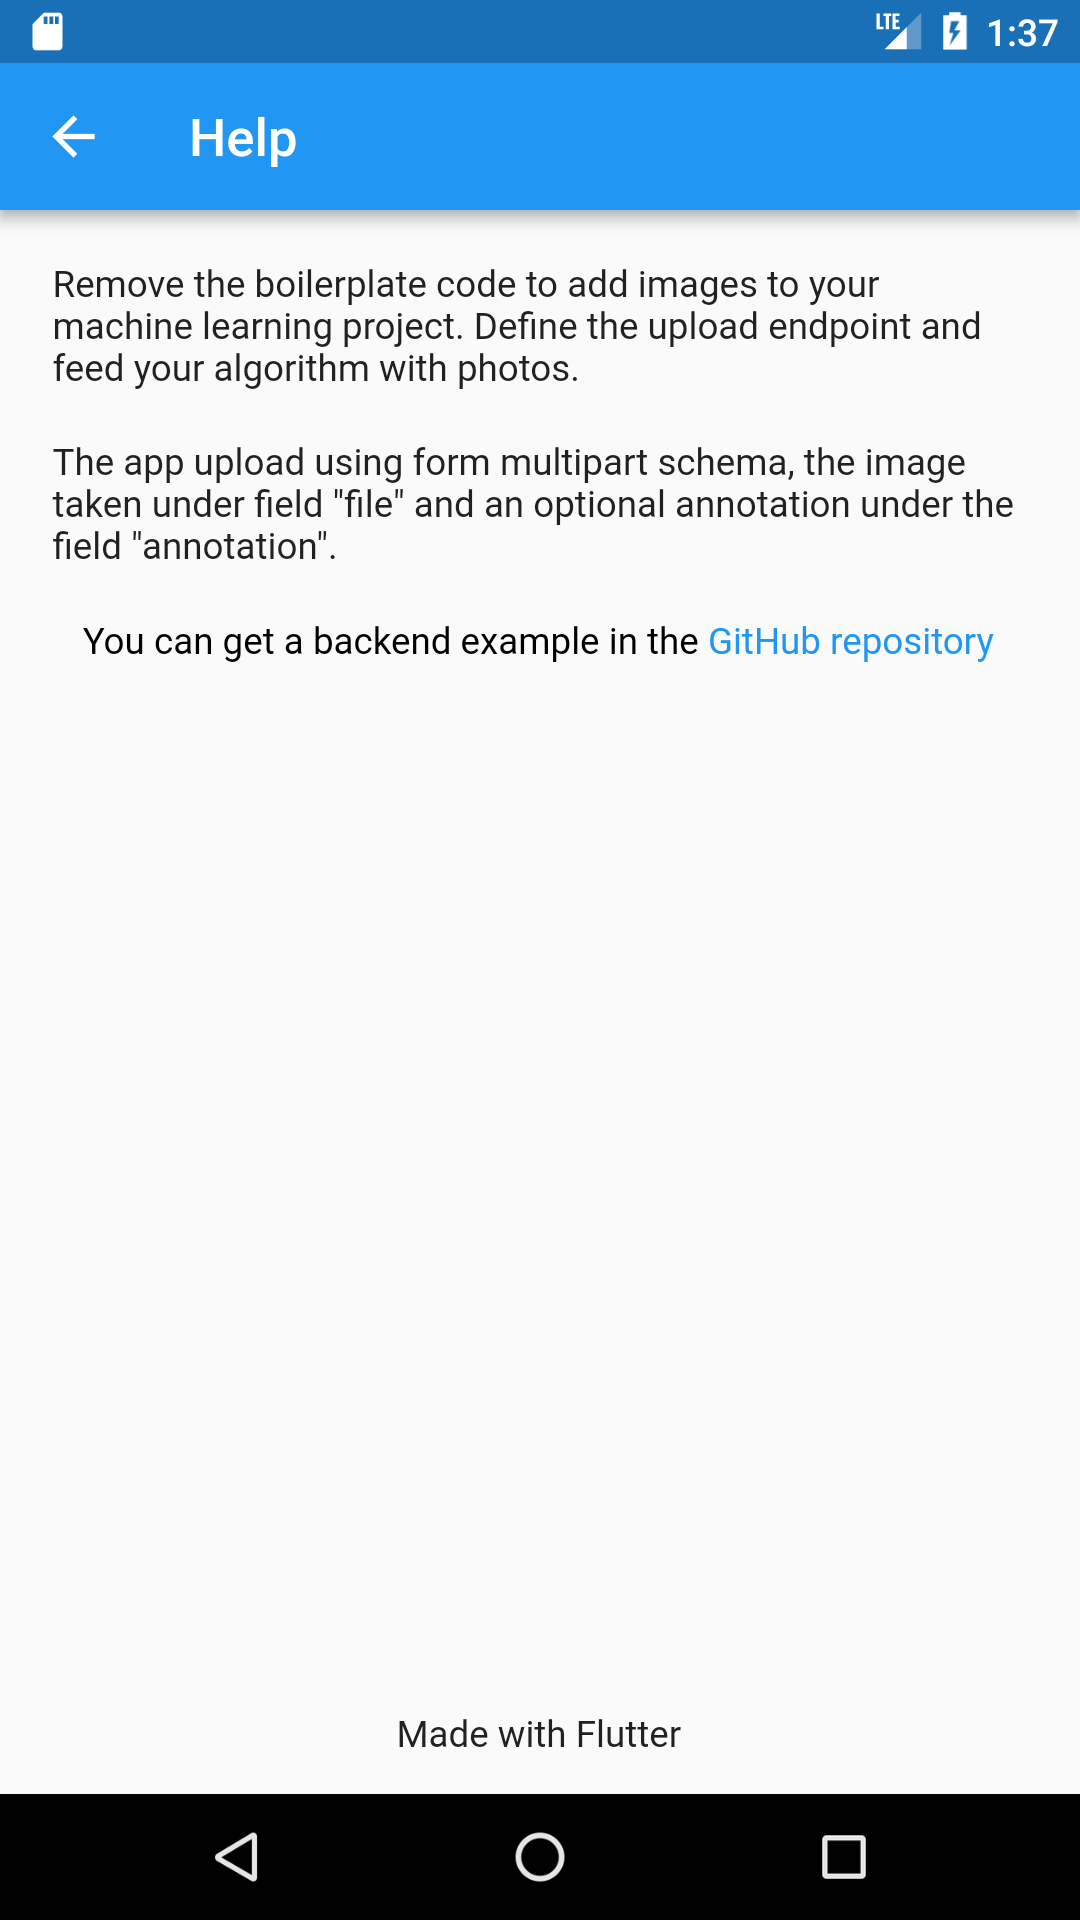 LTE 1:37
Help
Remove the boilerplate code to add images to your
machine learning project. Define the upload endpoint and
feed your algorithm with photos.
The app upload using form multipart schema, the image
taken under field "file" and an optional annotation under the
field "annotation".
You can get a backend example in the GitHub repository
Made with Flutter